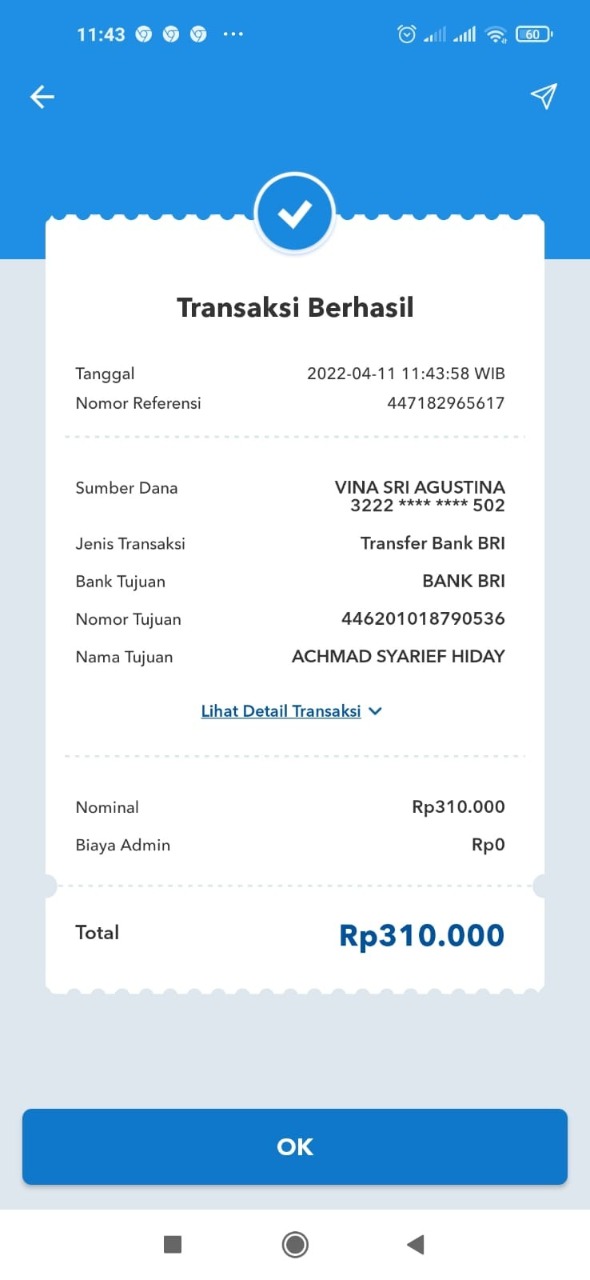 11:43
60
Transaksi Berhasil
Tanggal 2022-04-11 11:43:58 WIB
Nomor Referensi 447182965617
Sumber Dana VINA SRI AGUSTINA
3222 **** **** 502
Jenis Transaksi Transfer Bank BRI
Bank Tujuan BANK BRI
Nomor Tujuan 446201018790536
Nama Tujuan ACHMAD SYARIEF HIDAY
Lihat Detail Transaksi
Nominal Rp310.000
Biaya Admin Rp0
Total Rp310.000
OK